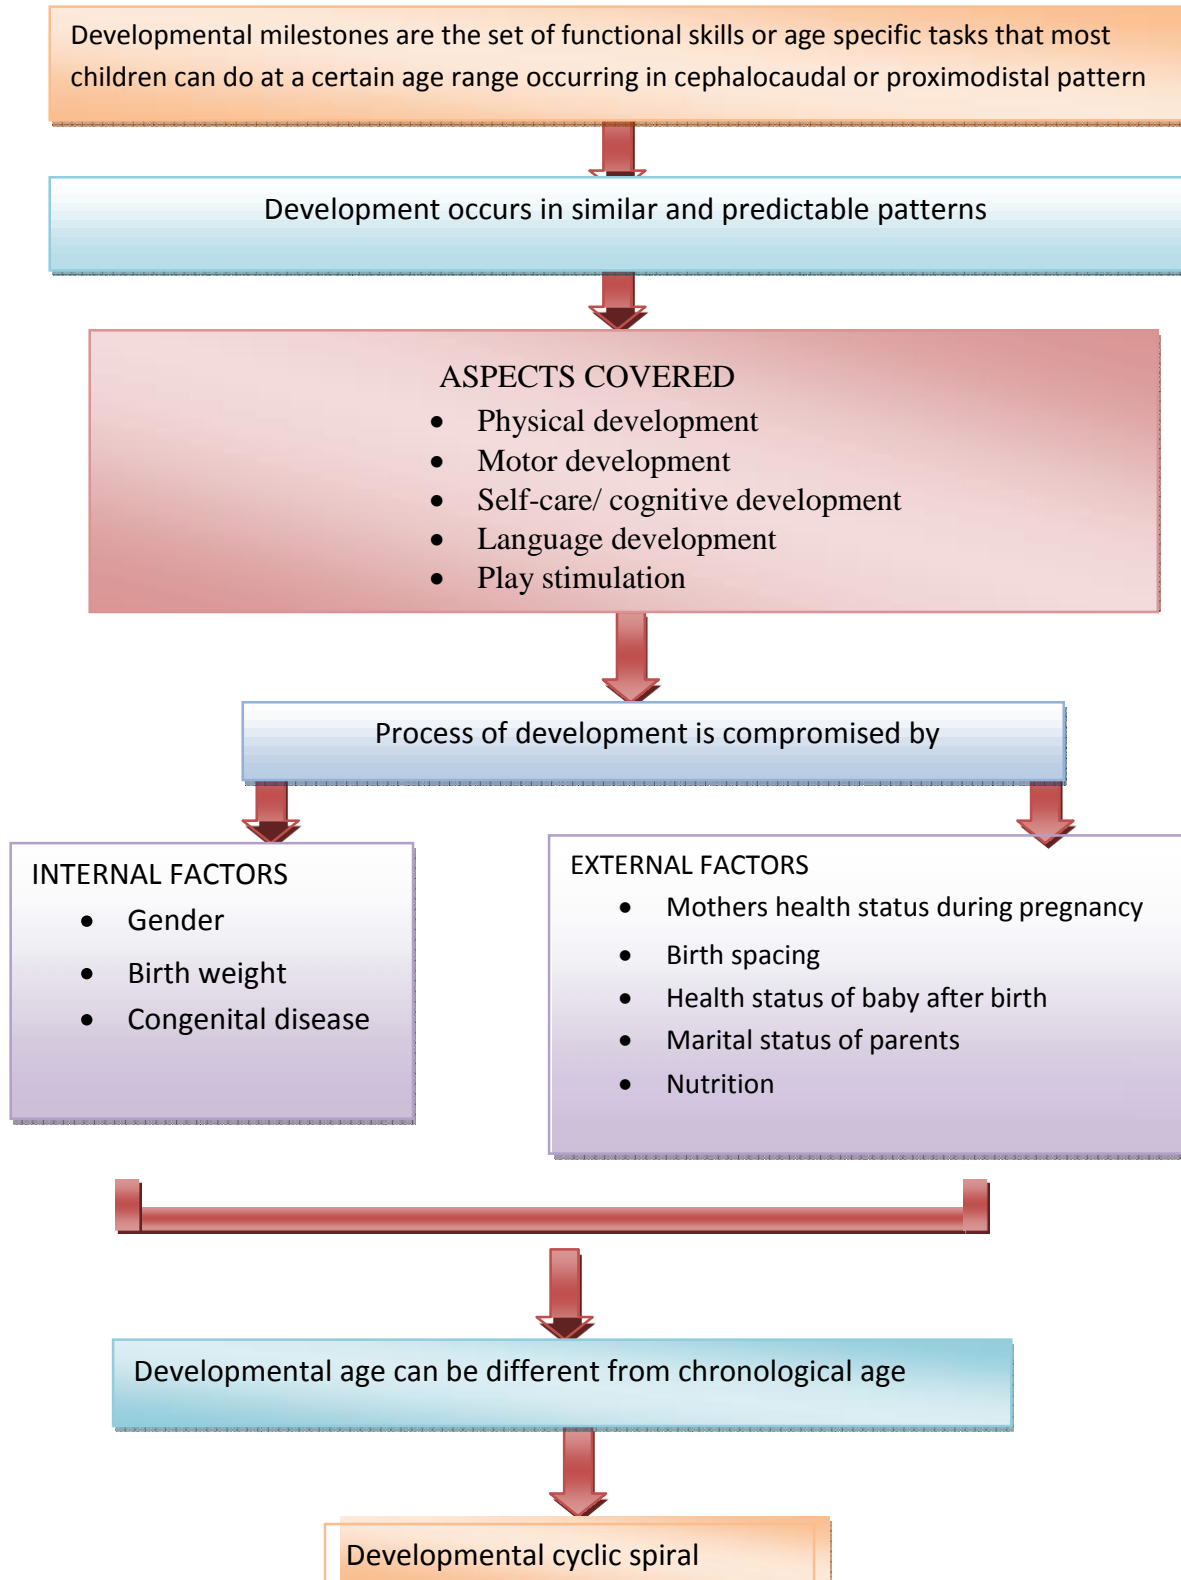 Developmental milestones are the set of functional skills or age specific tasks that most
children can do at a certain age range occurring in cephalocaudal or proximodistal pattern
Development occurs in similar and predictable patterns
ASPECTS COVERED
• Physical development
• Motor development
• Self-care/ cognitive development
• Language development
• Play stimulation
Process of development is compromised by
INTERNAL FACTORS
• Gender
• Birth weight
• Congenital disease
EXTERNAL FACTORS
• Mothers health status during pregnancy
• Birth spacing
• Health status of baby after birth
• Marital status of parents
• Nutrition
Developmental age can be different from chronological age
Developmental cyclic spiral